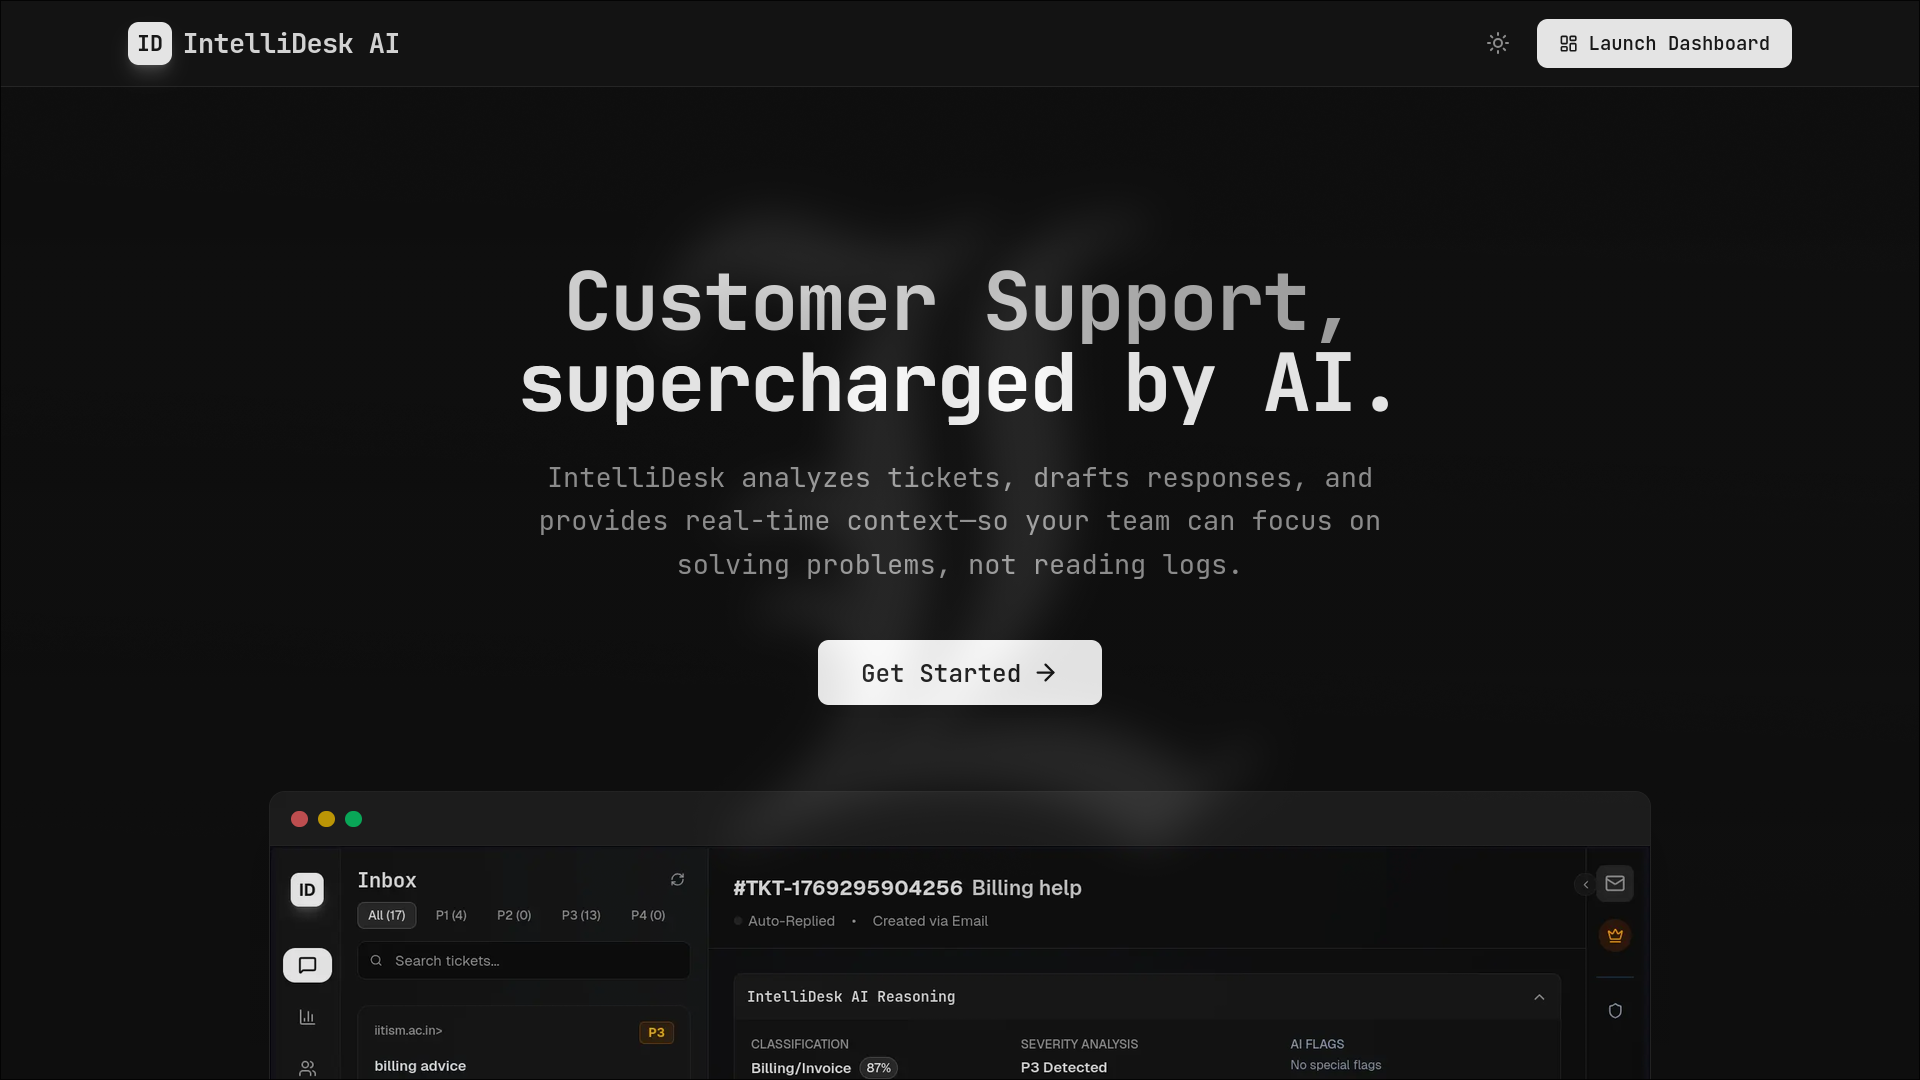 ID IntelliDesk AI
Launch Dashboard
Customer Support,
supercharged by AI.
IntelliDesk analyzes tickets, drafts responses, and
provides real-time context—so your team can focus on
solving problems, not reading logs.
Get Started →
ID
Inbox
All (17) P1 (4) P2 (0) P3 (13) P4 (0)
Search tickets...
iitism.ac.in> P3
billing advice
#TKT-1769295904256 Billing help
Auto-Replied • Created via Email
IntelliDesk AI Reasoning
CLASSIFICATION SEVERITY ANALYSIS AI FLAGS
Billing/Invoice 87% P3 Detected No special flags